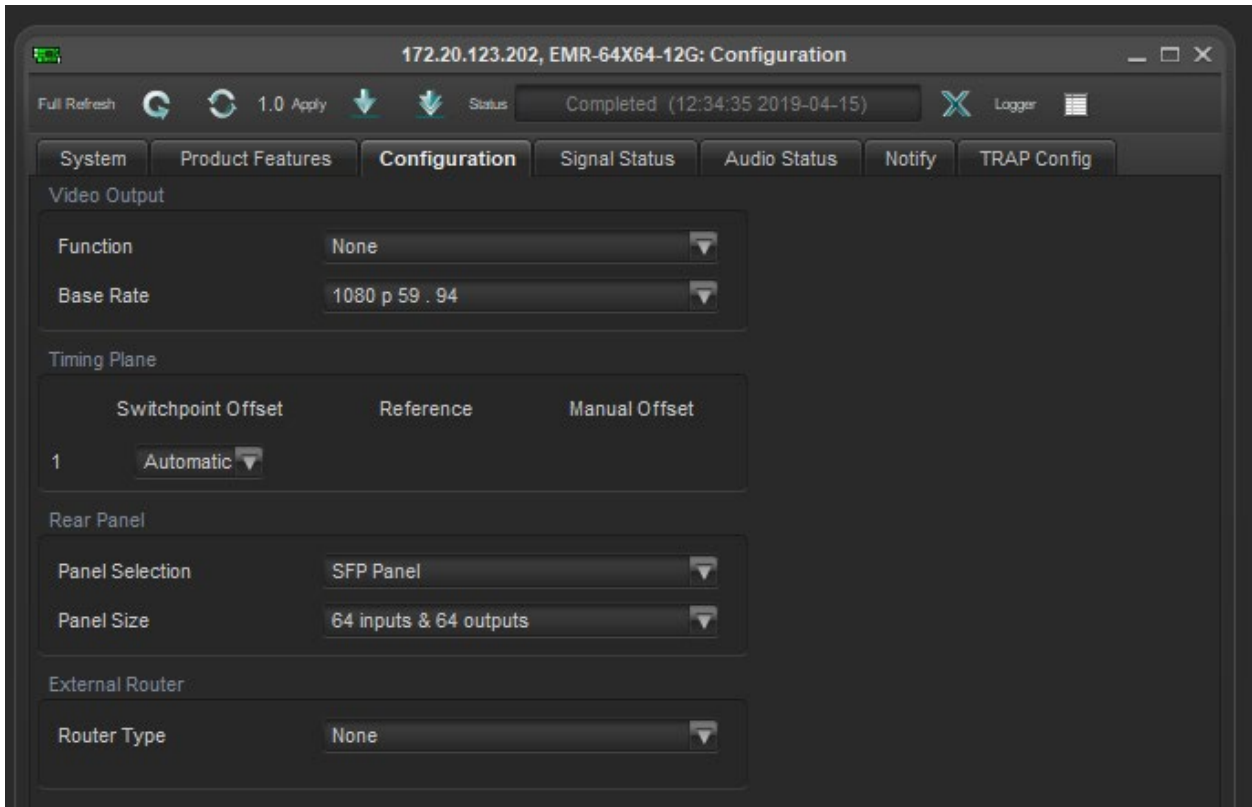 172.20.123.202, EMR-64X64-12G: Configuration
Full Refresh 1.0 Apply Status Completed (12:34:35 2019-04-15) Logger
System Product Features Configuration Signal Status Audio Status Notify TRAP Config
Video Output
Function None
Base Rate 1080 p 59 . 94
Timing Plane
Switchpoint Offset Reference Manual Offset
1 Automatic
Rear Panel
Panel Selection SFP Panel
Panel Size 64 inputs & 64 outputs
External Router
Router Type None